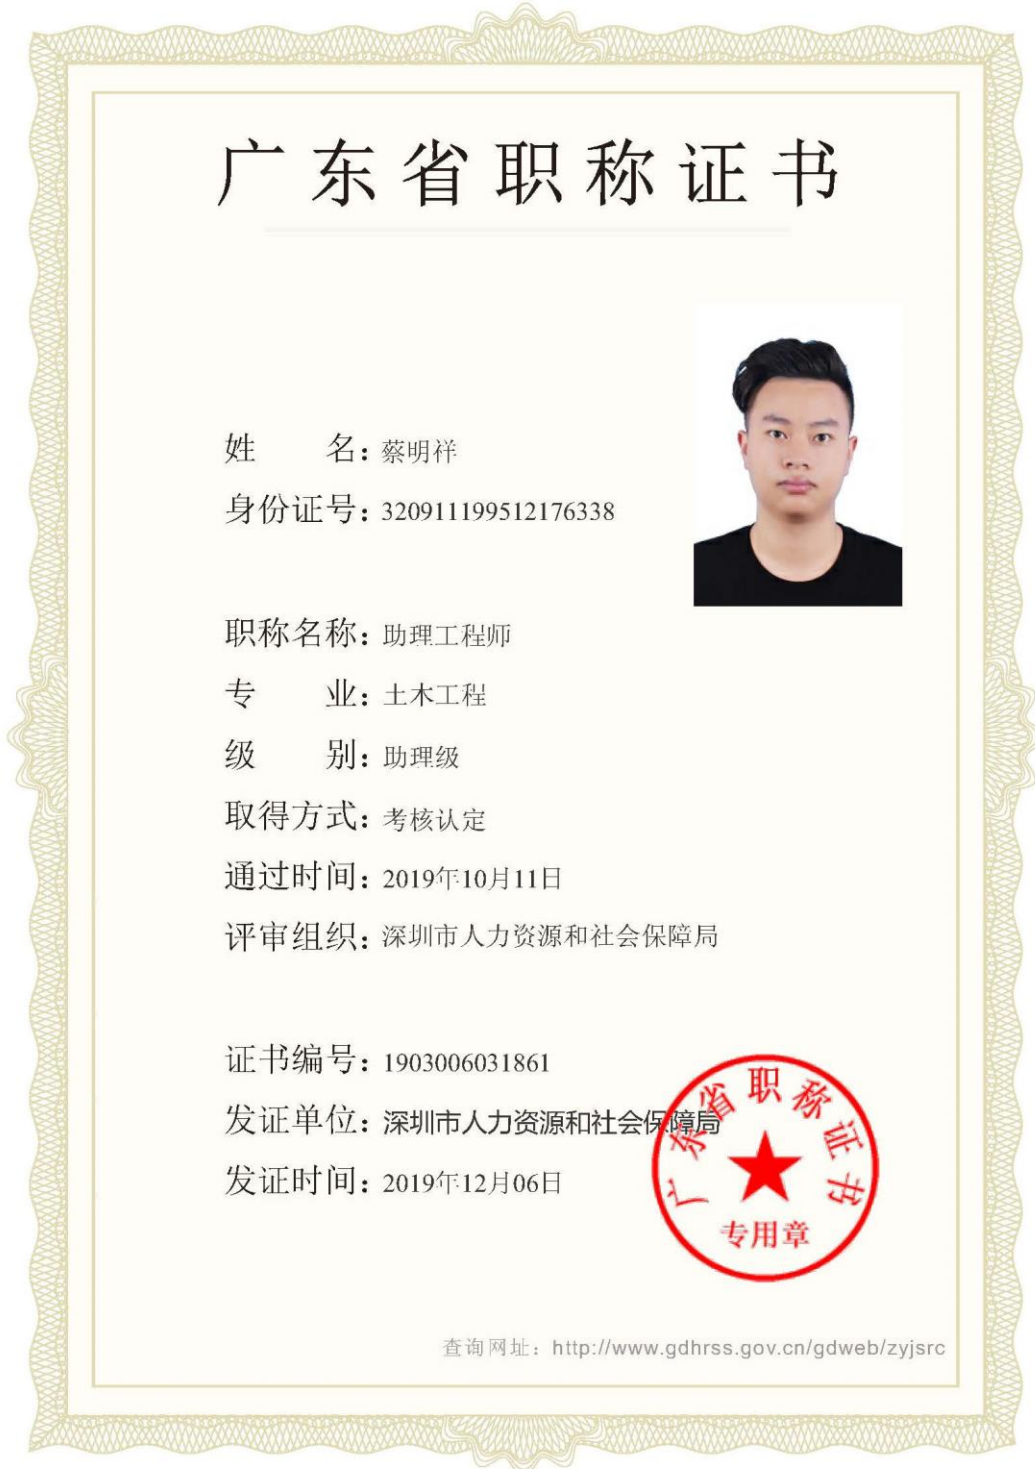 广东省职称证书
姓名：蔡明祥
身份证号：320911199512176338
职称名称：助理工程师
专业：土木工程
级别：助理级
取得方式：考核认定
通过时间：2019年10月11日
评审组织：深圳市人力资源和社会保障局
证书编号：1903006031861
发证单位：深圳市人力资源和社会保障局
发证时间：2019年12月06日
广东省职称证书
专用章
查询网址：http://www.gdhrss.gov.cn/gdweb/zyjsrc